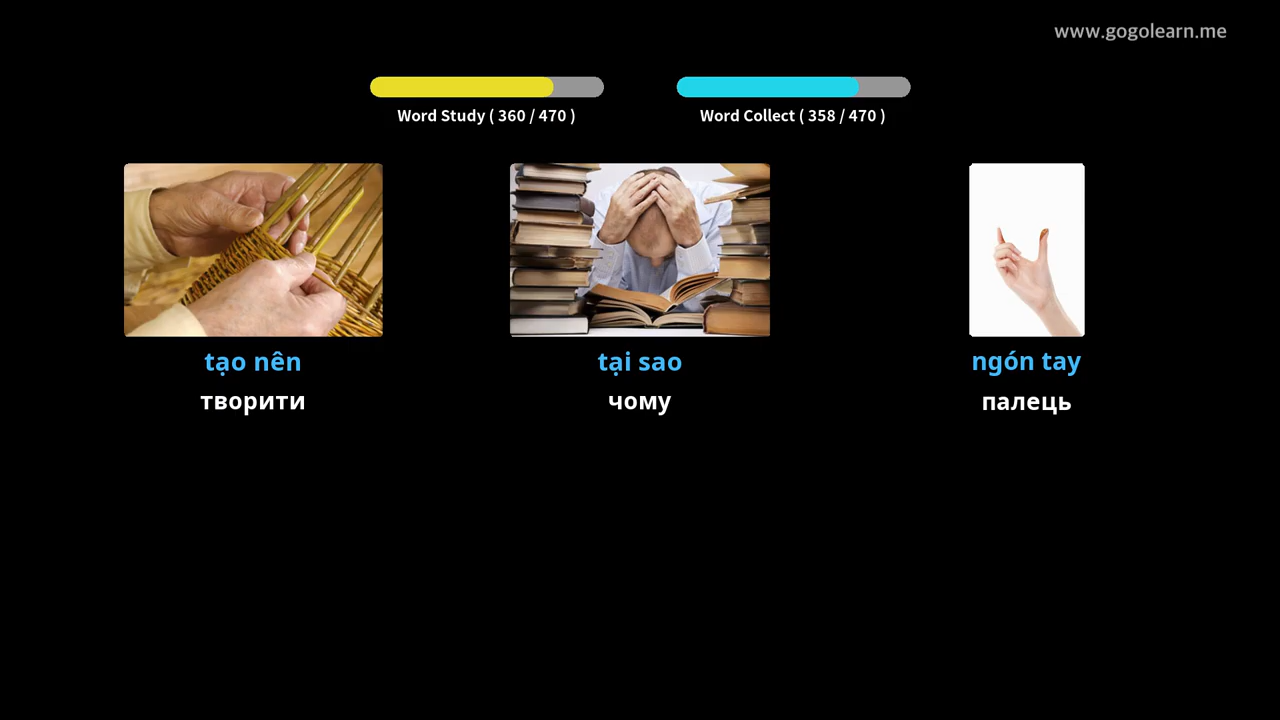 www.gogolearn.me
Word Study ( 360 / 470 )
Word Collect ( 358 / 470 )
tạo nên
творити
tại sao
чому
ngón tay
палець